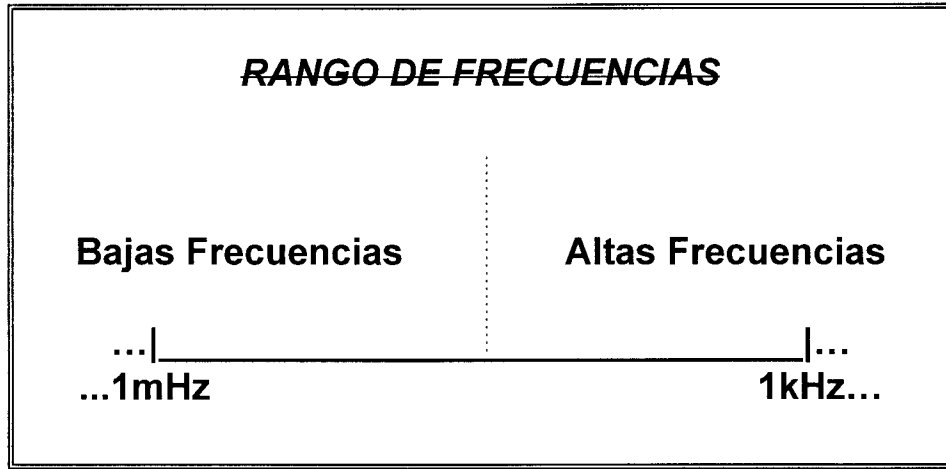 RANGO DE FRECUENCIAS
Bajas Frecuencias Altas Frecuencias
...| |...
...1mHz 1kHz...